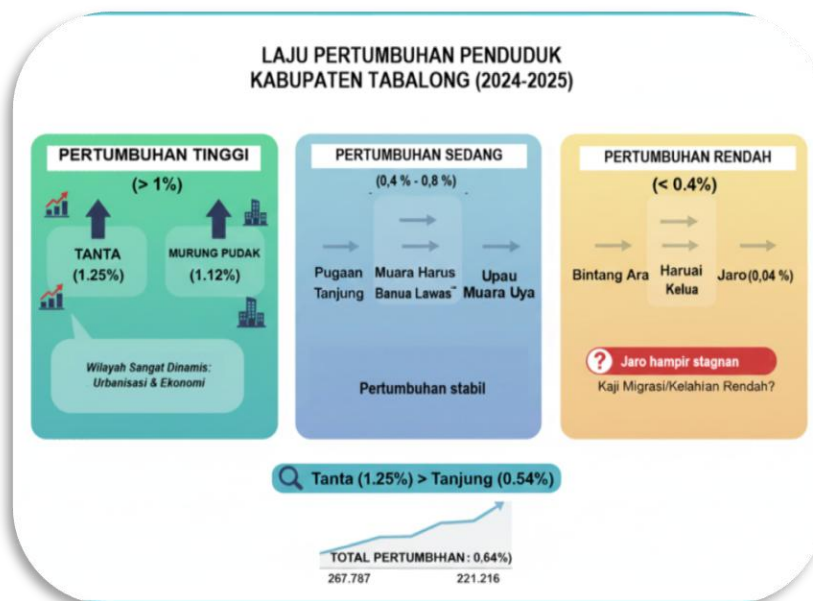 LAJU PERTUMBUHAN PENDUDUK
KABUPATEN TABALONG (2024-2025)
PERTUMBUHAN TINGGI
(> 1%)
TANTA
(1.25%)
MURUNG PUDAK
(1.12%)
Wilayah Sangat Dinamis:
Urbanisasi & Ekonomi
PERTUMBUHAN SEDANG
(0,4 % - 0,8 %)
Pugaan
Tanjung
Muara Harus
Banua Lawas
Upau
Muara Uya
Pertumbuhan stabil
PERTUMBUHAN RENDAH
(< 0.4%)
Bintang Ara
Haruai
Kelua
Jaro(0,04 %)
? Jaro hampir stagnan
Kaji Migrasi/Kelahian Rendah?
Tanta (1.25%) > Tanjung (0.54%)
TOTAL PERTUMBHHAN: 0,64%)
267.787 221.216